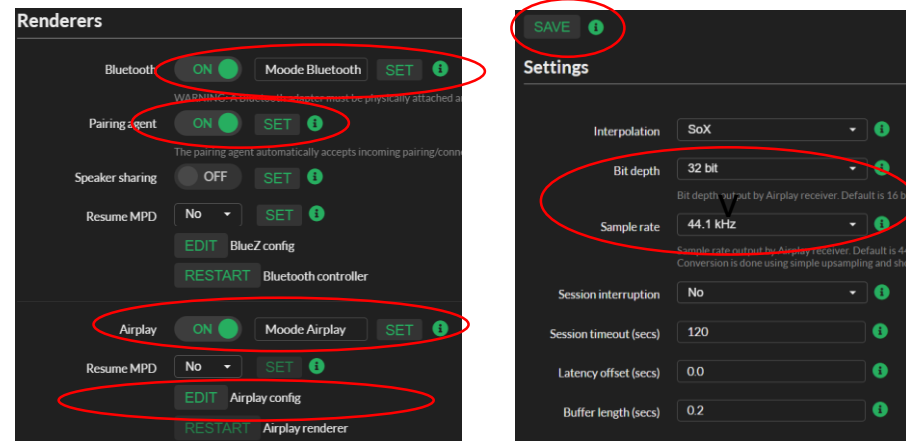 Renderers
Bluetooth ON Moode Bluetooth SET
WARNING: A Bluetooth adapter must be physically attached a
Pairing agent ON SET
The pairing agent automatically accepts incoming pairing/conn
Speaker sharing OFF SET
Resume MPD No SET
EDIT BlueZ config
RESTART Bluetooth controller
Airplay ON Moode Airplay SET
Resume MPD No SET
EDIT Airplay config
RESTART Airplay renderer
SAVE
Settings
Interpolation SoX
Bit depth 32 bit
Bit depth output by Airplay receiver. Default is 16 b
V
Sample rate 44.1 kHz
Sample rate output by Airplay receiver. Default is 44
Conversion is done using simple upsampling and sh
Session interruption No
Session timeout (secs) 120
Latency offset (secs) 0.0
Buffer length (secs) 0.2